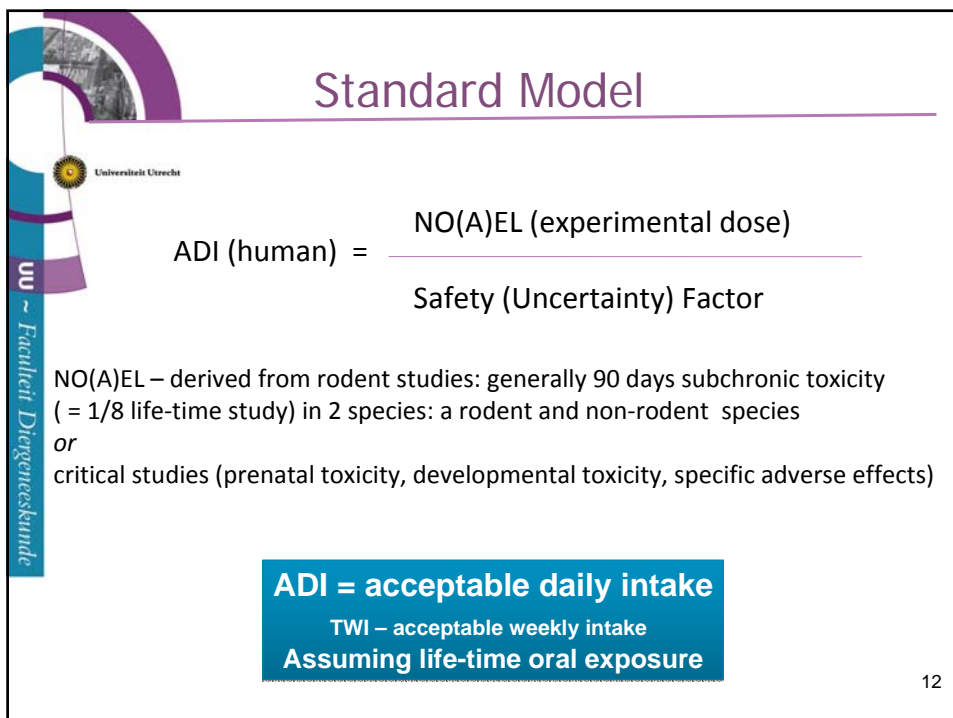 Standard Model
Universiteit Utrecht
UU ~ Faculteit Diergeneeskunde
NO(A)EL (experimental dose)
ADI (human) =
Safety (Uncertainty) Factor
NO(A)EL – derived from rodent studies: generally 90 days subchronic toxicity
( = 1/8 life-time study) in 2 species: a rodent and non-rodent species
or
critical studies (prenatal toxicity, developmental toxicity, specific adverse effects)
ADI = acceptable daily intake
TWI – acceptable weekly intake
Assuming life-time oral exposure
12